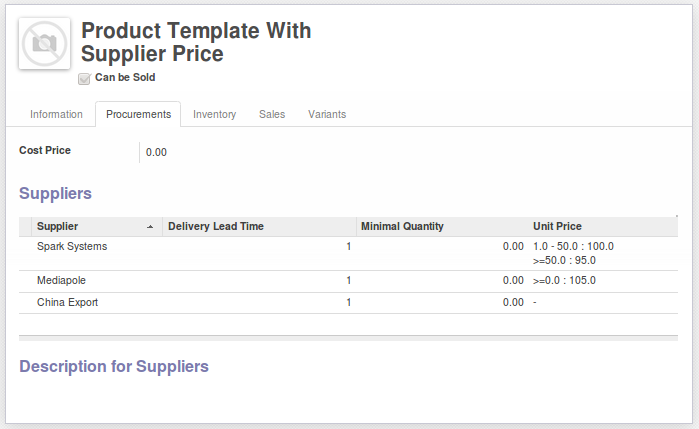 Product Template With
Supplier Price
Can be Sold
Information Procurements Inventory Sales Variants
Cost Price 0.00
Suppliers
Supplier Delivery Lead Time Minimal Quantity Unit Price
Spark Systems 1 0.00 1.0 - 50.0 : 100.0
>=50.0 : 95.0
Mediapole 1 0.00 >=0.0 : 105.0
China Export 1 0.00 -
Description for Suppliers